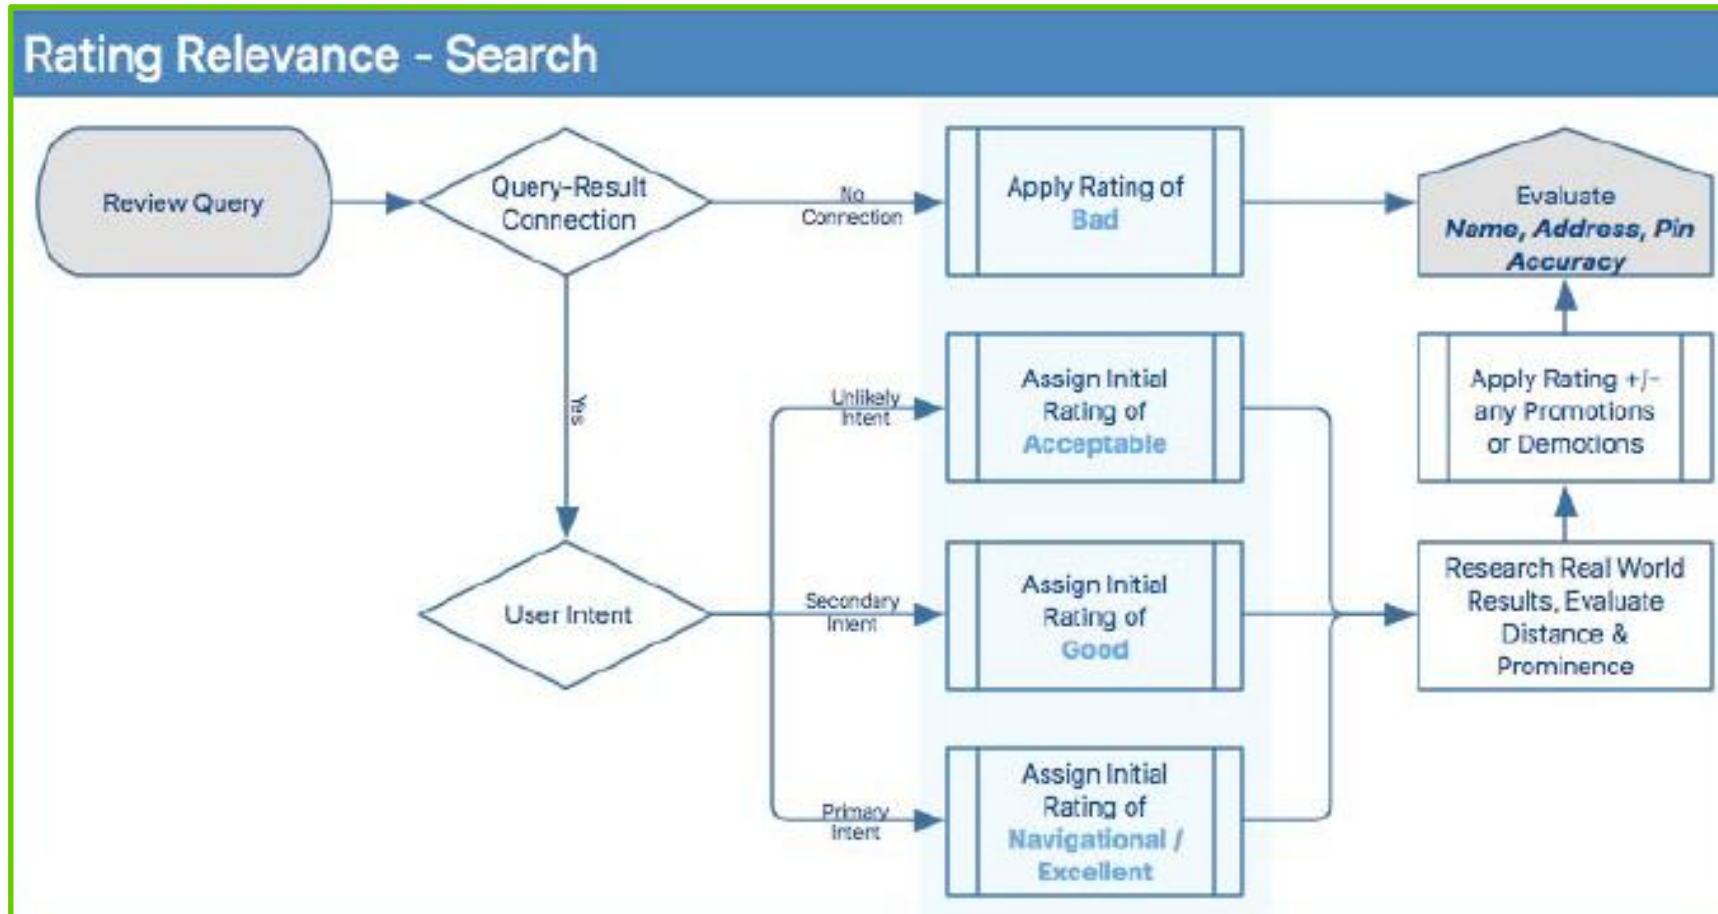 Rating Relevance - Search
Review Query
Query-Result
Connection
No
Connection
Apply Rating of
Bad
Evaluate
Name, Address, Pin
Accuracy
Yes
Unlikely
Intent
Assign Initial
Rating of
Acceptable
Apply Rating +/-
any Promotions
or Demotions
User Intent
Secondary
Intent
Assign Initial
Rating of
Good
Research Real World
Results, Evaluate
Distance &
Prominence
Primary
Intent
Assign Initial
Rating of
Navigational /
Excellent